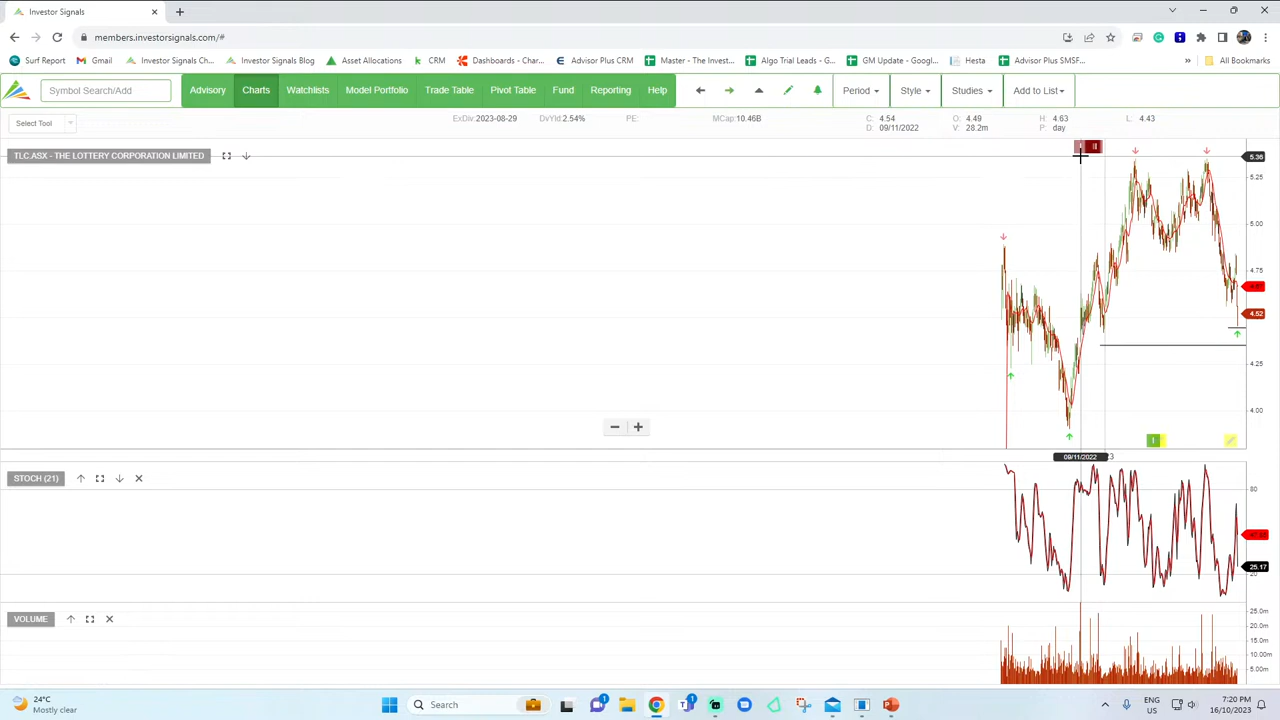 Investor Signals
members.investorsignals.com/#
Surf Report Gmail Investor Signals Ch... Investor Signals Blog Asset Allocations CRM Dashboards - Char... Advisor Plus CRM Master - The Invest... Algo Trial Leads - G... GM Update - Googl... Hesta Advisor Plus SMSF... » All Bookmarks
Symbol Search/Add Advisory Charts Watchlists Model Portfolio Trade Table Pivot Table Fund Reporting Help Period Style Studies Add to List
Select Tool ExDiv:2023-08-29 DvYld:2.54% PE: MCap:10.46B C: 4.54 O: 4.49 H: 4.63 L: 4.43
D: 09/11/2022 V: 28.2m P: day
TLC.ASX - THE LOTTERY CORPORATION LIMITED
5.36
5.25
5.00
4.75
4.52
4.25
4.00
09/11/2022
STOCH (21)
80
25.17
20
VOLUME
25.0m
20.0m
15.0m
10.00m
5.00m
24°C
Mostly clear
Search
ENG
US
7:20 PM
16/10/2023